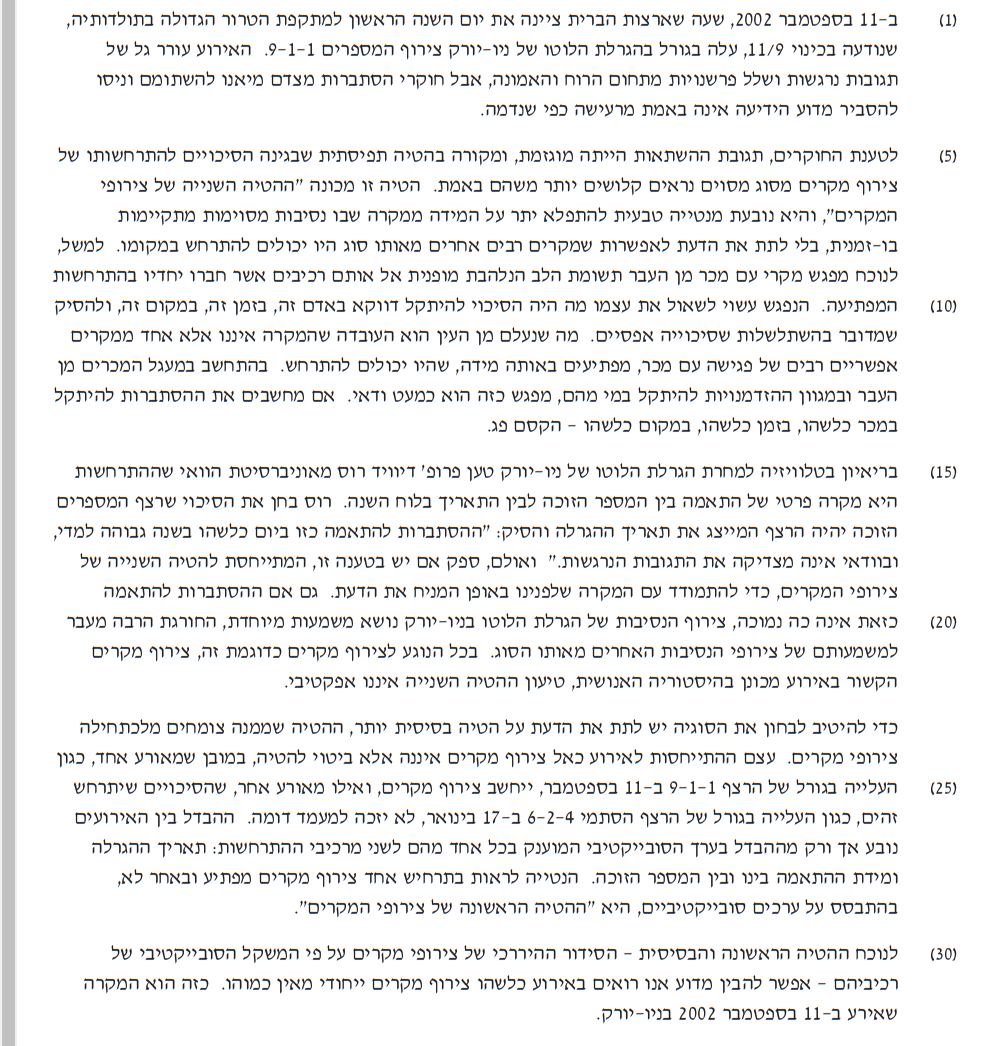 (1) ב-11 בספטמבר 2002, שעה שארצות הברית ציינה את יום השנה הראשון למתקפת הטרור הגדולה בתולדותיה,
שנודעה בכינוי 11/9, עלה בגורל בהגרלת הלוטו של ניו-יורק צירוף המספרים 9-1-1. האירוע עורר גל של
תגובות נרגשות ושלל פרשנויות מתחום הרוח והאמונה, אבל חוקרי הסתברות מצדם מיאנו להשתומם וניסו
להסביר מדוע הידיעה אינה באמת מרעישה כפי שנדמה.
(5) לטענת החוקרים, תגובת ההשתאות הייתה מוגזמת, ומקורה בהטיה תפיסתית שבגינה הסיכויים להתרחשותו של
צירוף מקרים מסוג מסוים נראים קלושים יותר משהם באמת. הטיה זו מכונה "ההטיה השנייה של צירופי
המקרים", והיא נובעת מנטייה טבעית להתפלא יתר על המידה ממקרה שבו נסיבות מסוימות מתקיימות
בו-זמנית, בלי לתת את הדעת לאפשרות שמקרים רבים אחרים מאותו סוג היו יכולים להתרחש במקומו. למשל,
לנוכח מפגש מקרי עם מכר מן העבר תשומת הלב הנלהבת מופנית אל אותם רכיבים אשר חברו יחדיו בהתרחשות
(10) המפתיעה. הנפגש עשוי לשאול את עצמו מה היה הסיכוי להיתקל דווקא באדם זה, בזמן זה, במקום זה, ולהסיק
שמדובר בהשתלשלות שסיכוייה אפסיים. מה שנעלם מן העין הוא העובדה שהמקרה איננו אלא אחד ממקרים
אפשריים רבים של פגישה עם מכר, מפתיעים באותה מידה, שהיו יכולים להתרחש. בהתחשב במעגל המכרים מן
העבר ובמגוון ההזדמנויות להיתקל במי מהם, מפגש כזה הוא כמעט ודאי. אם מחשבים את ההסתברות להיתקל
במכר כלשהו, בזמן כלשהו, במקום כלשהו - הקסם פג.
(15) בריאיון בטלוויזיה למחרת הגרלת הלוטו של ניו-יורק טען פרופ' דיוויד רוס מאוניברסיטת הוואי שההתרחשות
היא מקרה פרטי של התאמה בין המספר הזוכה לבין התאריך בלוח השנה. רוס בחן את הסיכוי שרצף המספרים
הזוכה יהיה הרצף המייצג את תאריך ההגרלה והסיק: "ההסתברות להתאמה כזו ביום כלשהו בשנה גבוהה למדי,
ובוודאי אינה מצדיקה את התגובות הנרגשות." ואולם, ספק אם יש בטענה זו, המתייחסת להטיה השנייה של
צירופי המקרים, כדי להתמודד עם המקרה שלפנינו באופן המניח את הדעת. גם אם ההסתברות להתאמה
(20) כזאת אינה כה נמוכה, צירוף הנסיבות של הגרלת הלוטו בניו-יורק נושא משמעות מיוחדת, החורגת הרבה מעבר
למשמעותם של צירופי הנסיבות האחרים מאותו הסוג. בכל הנוגע לצירוף מקרים כדוגמת זה, צירוף מקרים
הקשור באירוע מכונן בהיסטוריה האנושית, טיעון ההטיה השנייה איננו אפקטיבי.
כדי להיטיב לבחון את הסוגיה יש לתת את הדעת על הטיה בסיסית יותר, ההטיה שממנה צומחים מלכתחילה
צירופי מקרים. עצם ההתייחסות לאירוע כאל צירוף מקרים איננה אלא ביטוי להטיה, במובן שמאורע אחד, כגון
(25) העלייה בגורל של הרצף 9-1-1 ב-11 בספטמבר, ייחשב צירוף מקרים, ואילו מאורע אחר, שהסיכויים שיתרחש
זהים, כגון העלייה בגורל של הרצף הסתמי 6-2-4 ב-17 בינואר, לא יזכה למעמד דומה. ההבדל בין האירועים
נובע אך ורק מההבדל בערך הסובייקטיבי המוענק בכל אחד מהם לשני מרכיבי ההתרחשות: תאריך ההגרלה
ומידת ההתאמה בינו ובין המספר הזוכה. הנטייה לראות בתרחיש אחד צירוף מקרים מפתיע ובאחר לא,
בהתבסס על ערכים סובייקטיביים, היא "ההטיה הראשונה של צירופי המקרים".
(30) לנוכח ההטיה הראשונה והבסיסית - הסידור ההיררכי של צירופי מקרים על פי המשקל הסובייקטיבי של
רכיביהם - אפשר להבין מדוע אנו רואים באירוע כלשהו צירוף מקרים ייחודי מאין כמוהו. כזה הוא המקרה
שאירע ב-11 בספטמבר 2002 בניו-יורק.